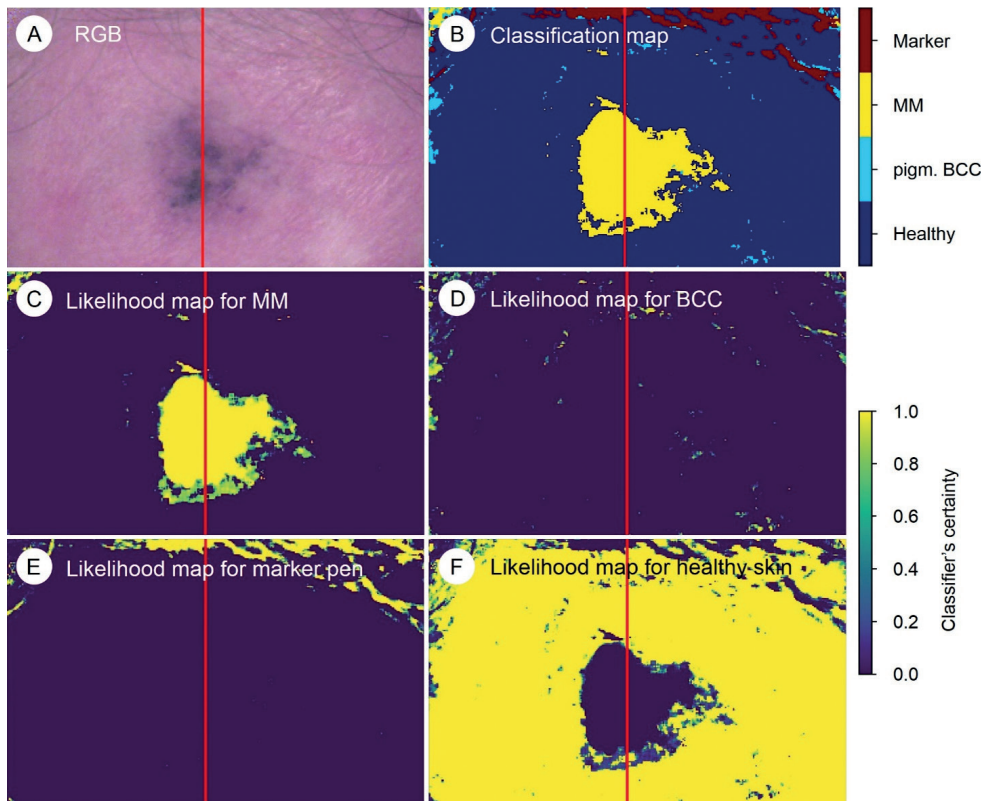 A RGB
B Classification map
Marker
MM
pigm. BCC
Healthy
C Likelihood map for MM
D Likelihood map for BCC
1.0
0.8
0.6
0.4
0.2
0.0
Classifier's certainty
E Likelihood map for marker pen
F Likelihood map for healthy skin